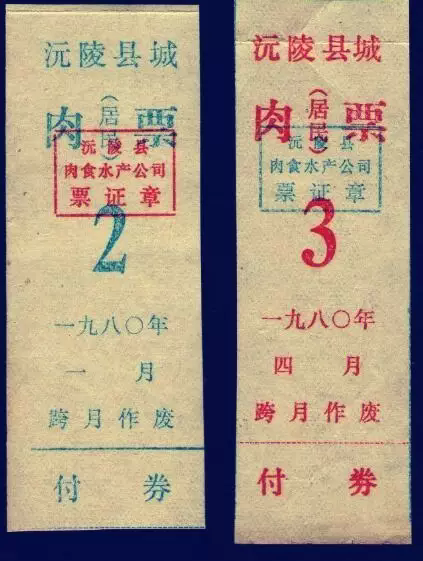 沅陵县城
肉(居民)票
沅陵县
肉食水产公司
票证章
2
一九八〇年
一月
跨月作废
付券
沅陵县城
肉(居民)票
沅陵县
肉食水产公司
票证章
3
一九八〇年
四月
跨月作废
付券